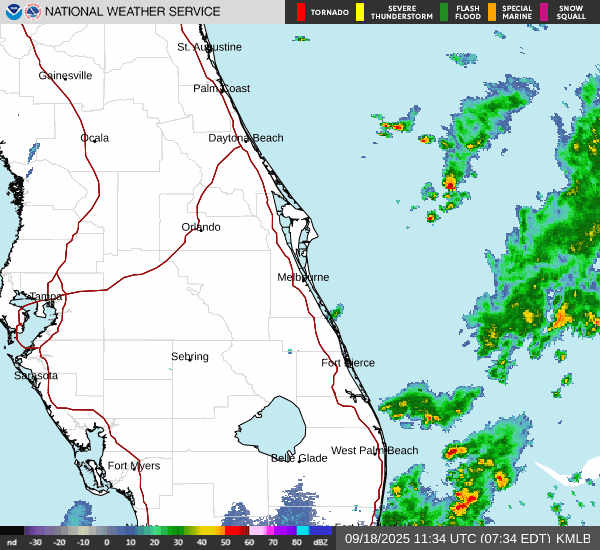 NATIONAL WEATHER SERVICE
TORNADO
SEVERE THUNDERSTORM
FLASH FLOOD
SPECIAL MARINE
SNOW SQUALL
St. Augustine
Gainesville
Palm Coast
Ocala
Daytona Beach
Orlando
Melbourne
Tampa
Sebring
Fort Pierce
Sarasota
West Palm Beach
Belle Glade
Fort Myers
nd -30 -20 -10 0 10 20 30 40 50 60 70 80 dBZ
09/18/2025 11:34 UTC (07:34 EDT) KMLB